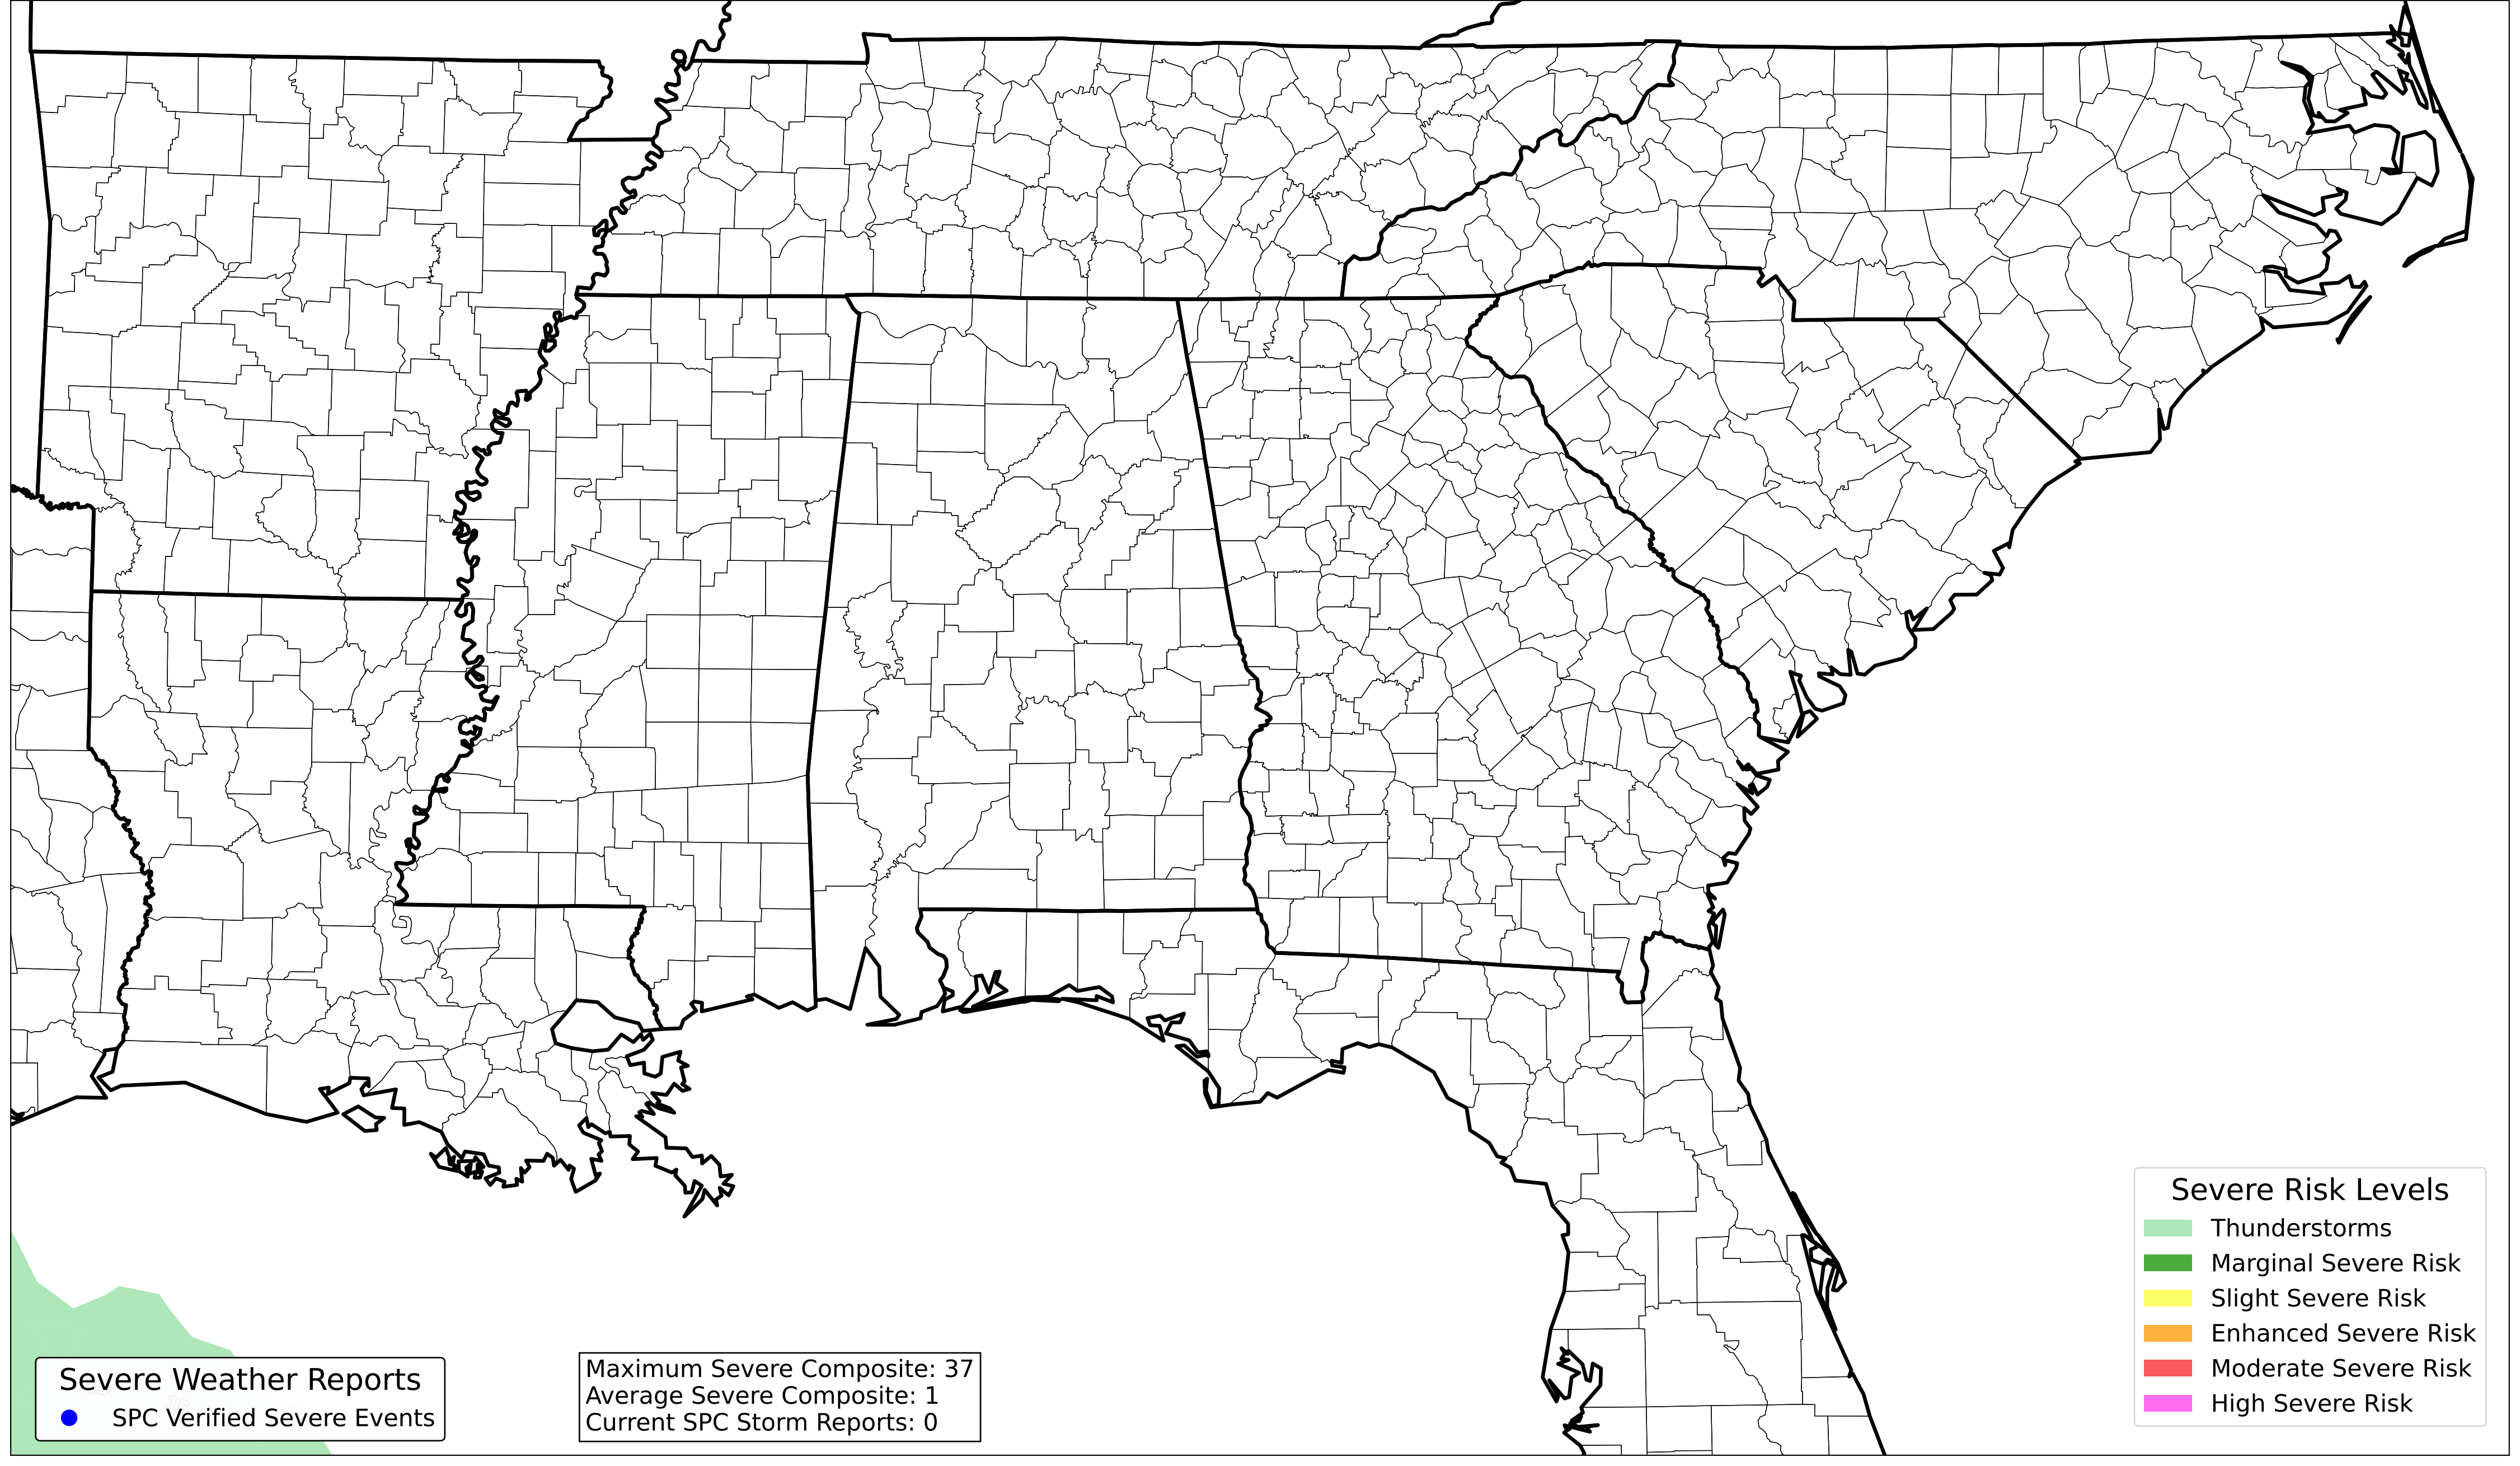 Severe Weather Reports
SPC Verified Severe Events
Maximum Severe Composite: 37
Average Severe Composite: 1
Current SPC Storm Reports: 0
Severe Risk Levels
Thunderstorms
Marginal Severe Risk
Slight Severe Risk
Enhanced Severe Risk
Moderate Severe Risk
High Severe Risk